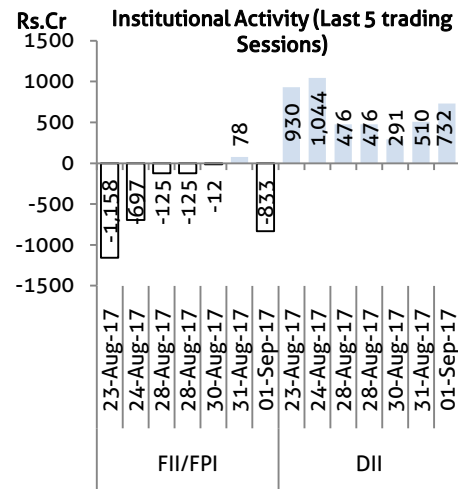 Rs.Cr
Institutional Activity (Last 5 trading
Sessions)
1500
1000
500
0
-500
-1000
-1500
-1,158
-697
-125
-125
-12
78
-833
930
1,044
476
476
291
510
732
23-Aug-17
24-Aug-17
28-Aug-17
28-Aug-17
30-Aug-17
31-Aug-17
01-Sep-17
23-Aug-17
24-Aug-17
28-Aug-17
28-Aug-17
30-Aug-17
31-Aug-17
01-Sep-17
FII/FPI
DII